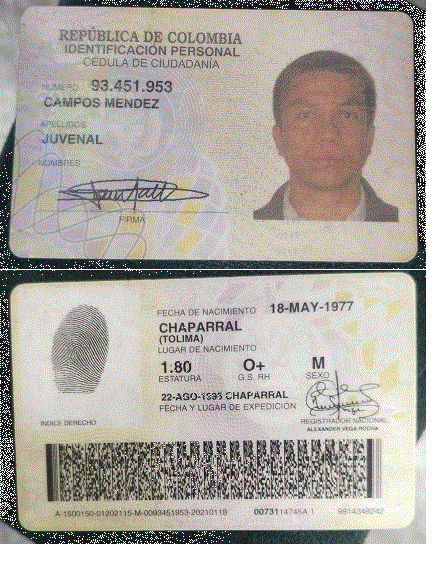 REPÚBLICA DE COLOMBIA
IDENTIFICACIÓN PERSONAL
CÉDULA DE CIUDADANÍA
NÚMERO 93.451.953
CAMPOS MENDEZ
APELLIDOS
JUVENAL
NOMBRES
FIRMA
FECHA DE NACIMIENTO 18-MAY-1977
CHAPARRAL
(TOLIMA)
LUGAR DE NACIMIENTO
1.80 O+ M
ESTATURA G.S. RH SEXO
22-AGO-1995 CHAPARRAL
FECHA Y LUGAR DE EXPEDICION
INDICE DERECHO
REGISTRADOR NACIONAL
ALEXANDER VEGA ROCHA
A-1500150-01202115-M-0093451953-20210118 0073114745A 1 9914348242